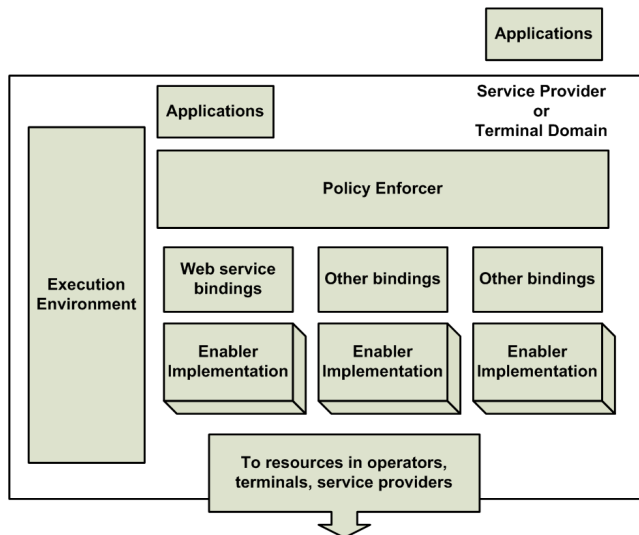 Applications
Service Provider
or
Terminal Domain
Applications
Policy Enforcer
Execution
Environment
Web service
bindings
Other bindings
Other bindings
Enabler
Implementation
Enabler
Implementation
Enabler
Implementation
To resources in operators,
terminals, service providers